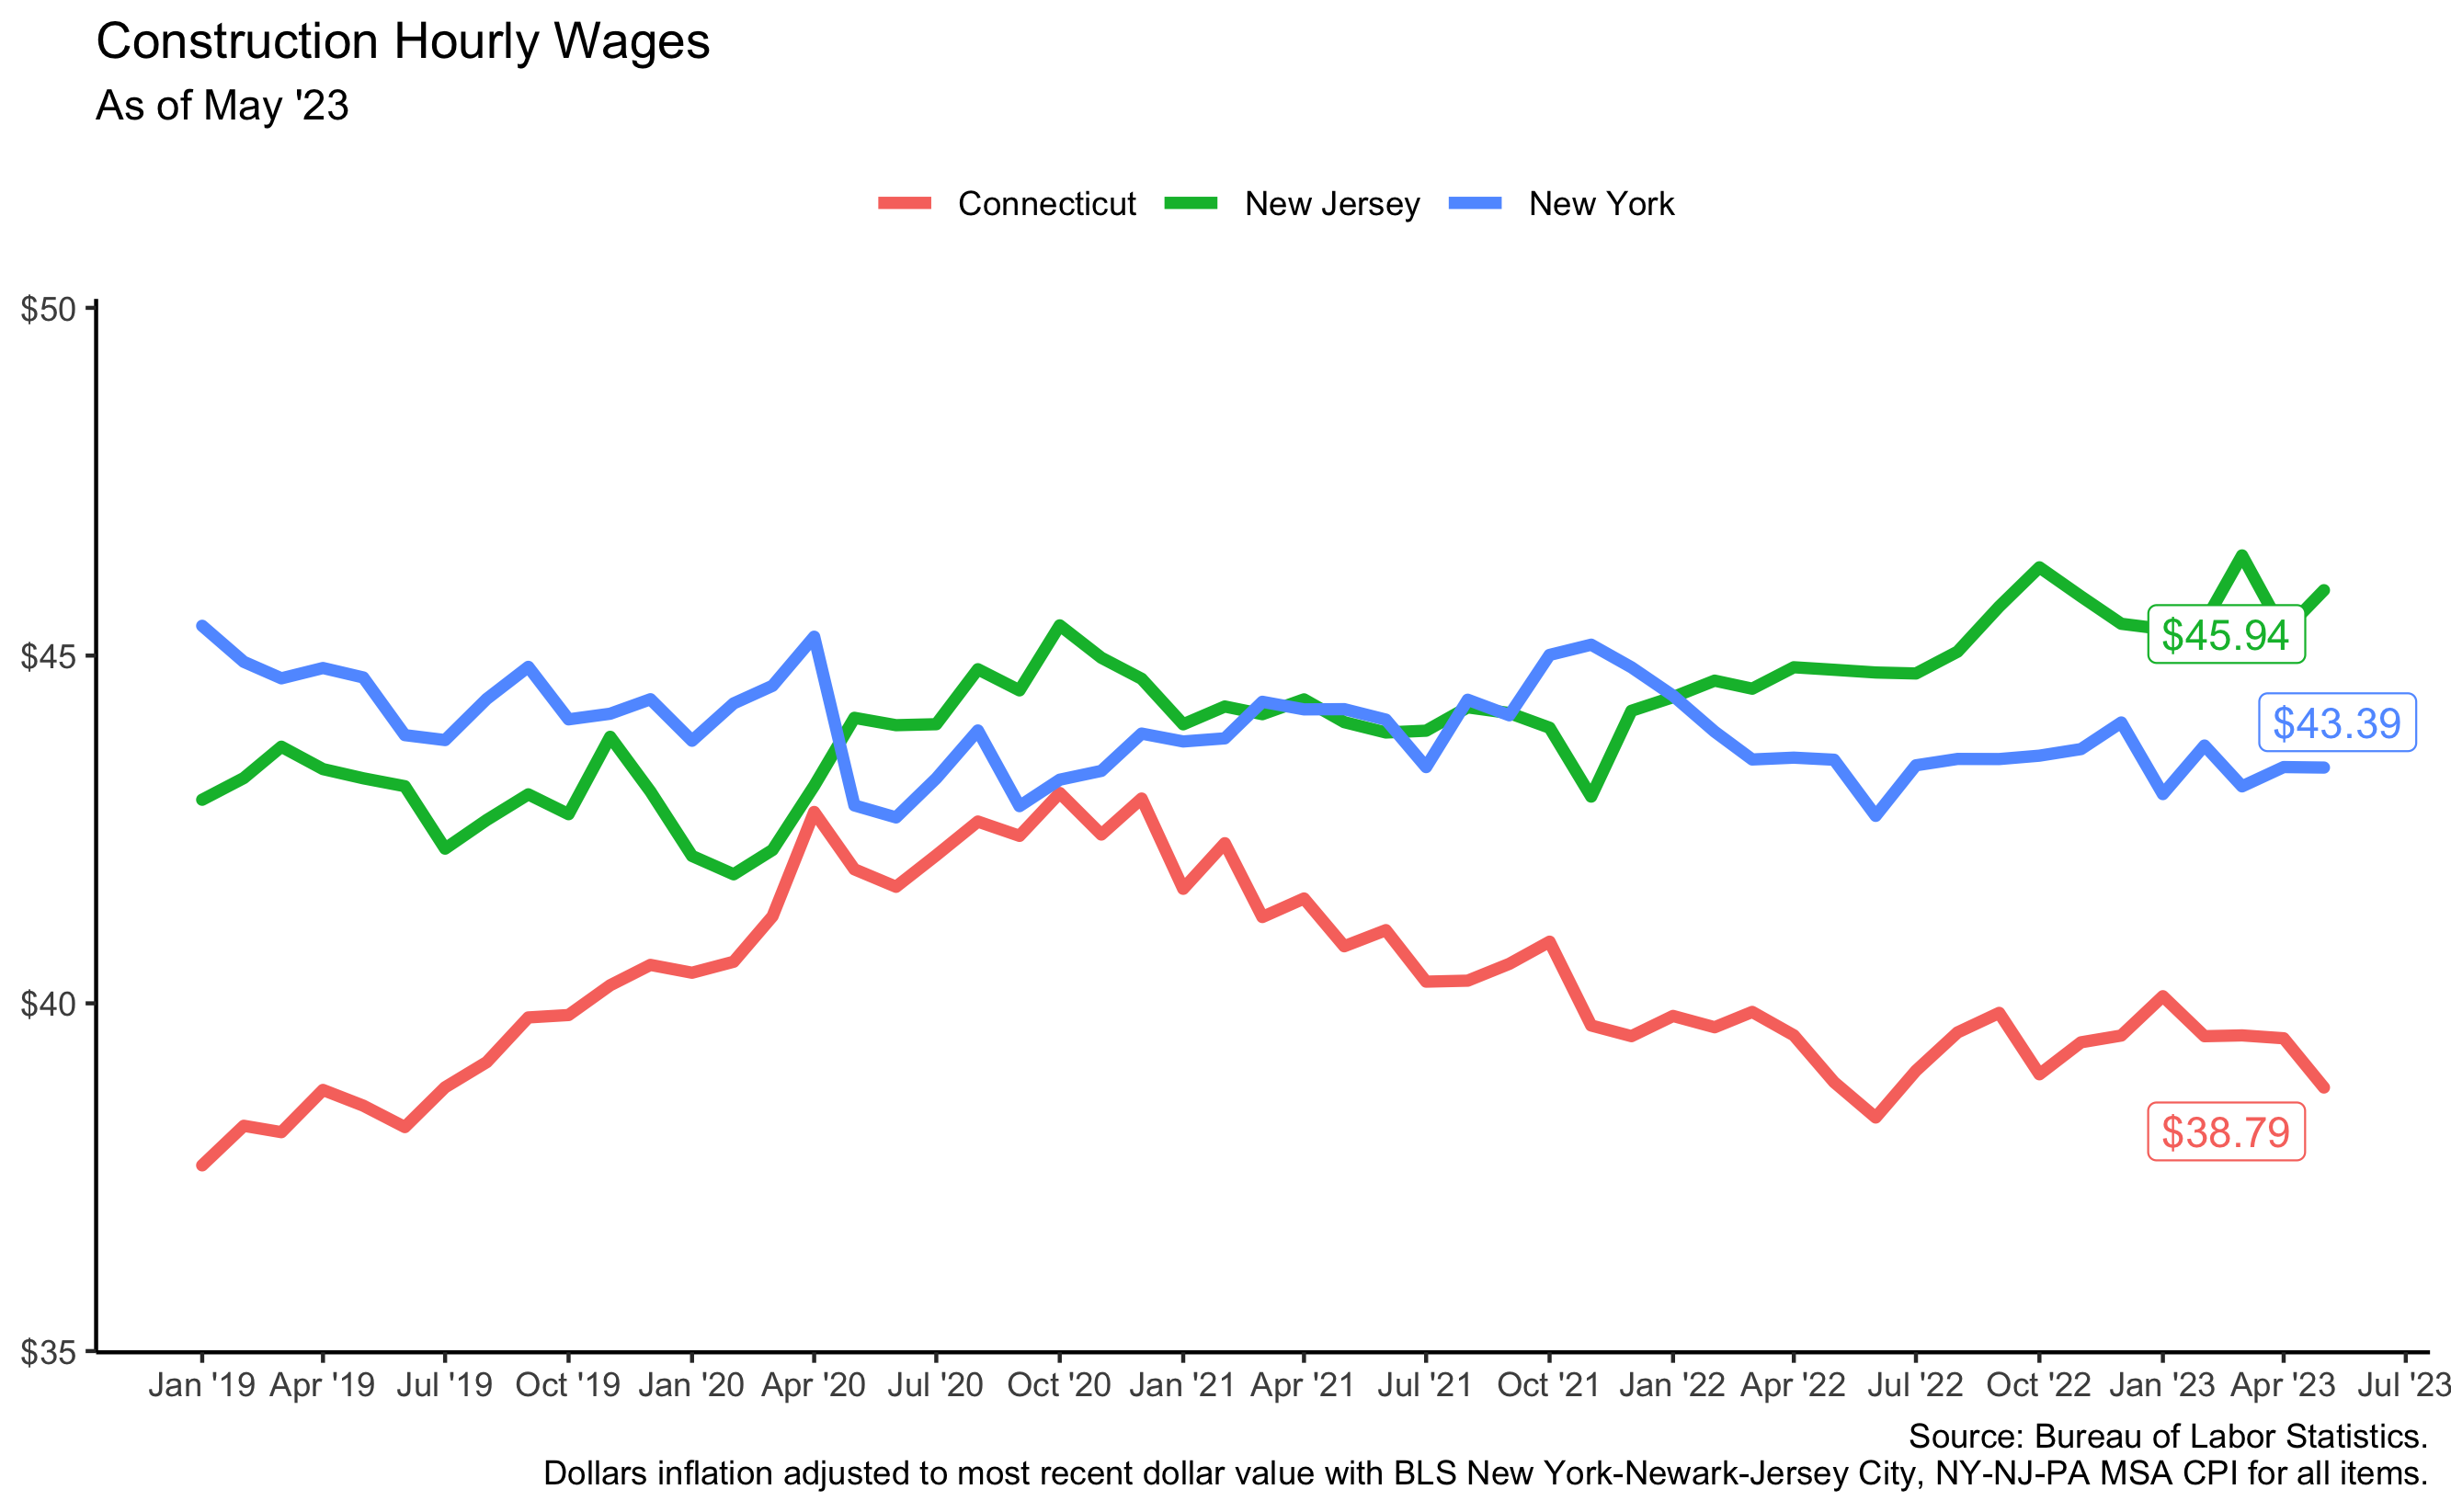 Construction Hourly Wages
As of May '23
Connecticut New Jersey New York
$50
$45
$40
$35
$45.94
$43.39
$38.79
Jan '19 Apr '19 Jul '19 Oct '19 Jan '20 Apr '20 Jul '20 Oct '20 Jan '21 Apr '21 Jul '21 Oct '21 Jan '22 Apr '22 Jul '22 Oct '22 Jan '23 Apr '23 Jul '23
Source: Bureau of Labor Statistics.
Dollars inflation adjusted to most recent dollar value with BLS New York-Newark-Jersey City, NY-NJ-PA MSA CPI for all items.